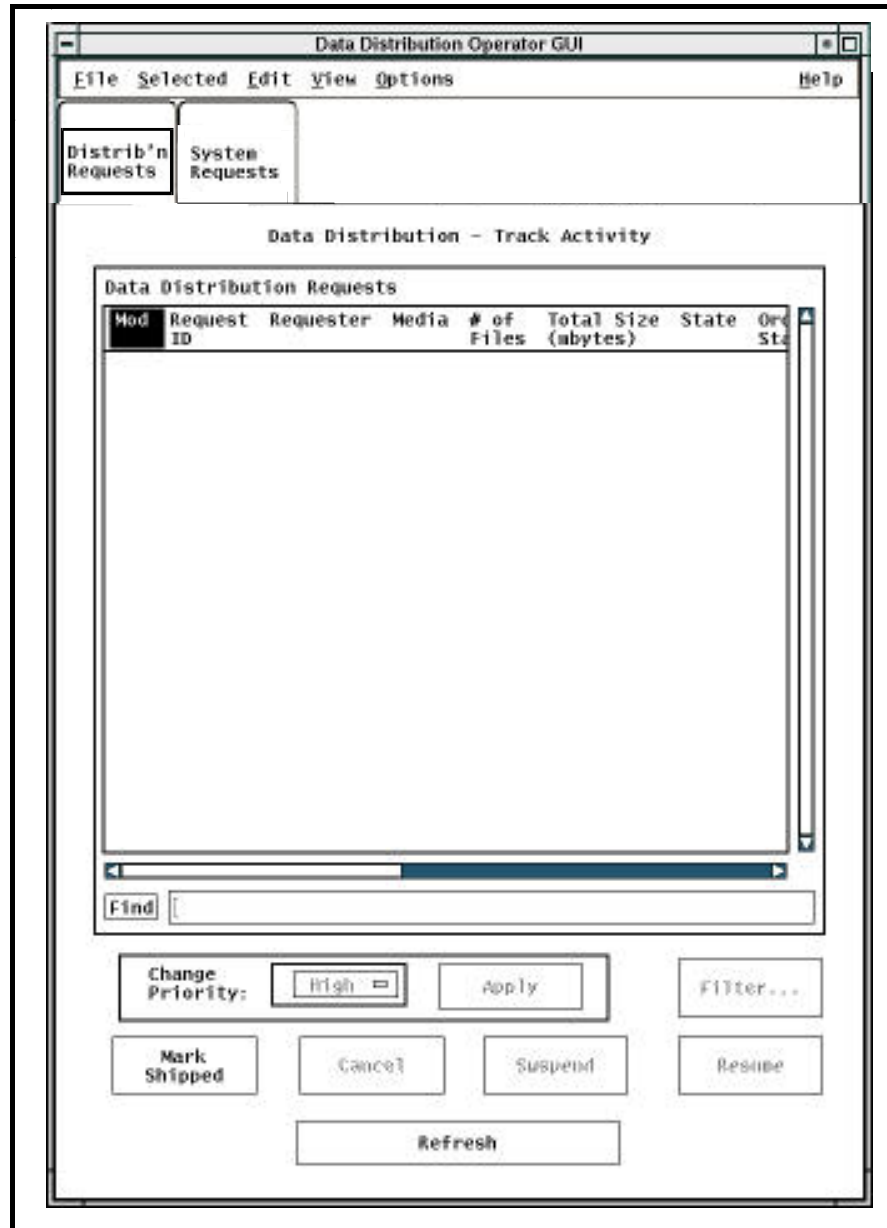 Data Distribution Operator GUI
File Selected Edit View Options Help
Distrib'n
Requests
System
Requests
Data Distribution - Track Activity
Data Distribution Requests
Mod Request Requester Media # of Total Size State Ord
ID Files (mbytes) Sta
Find
Change
Priority: High Apply Filter...
Mark
Shipped Cancel Suspend Resume
Refresh